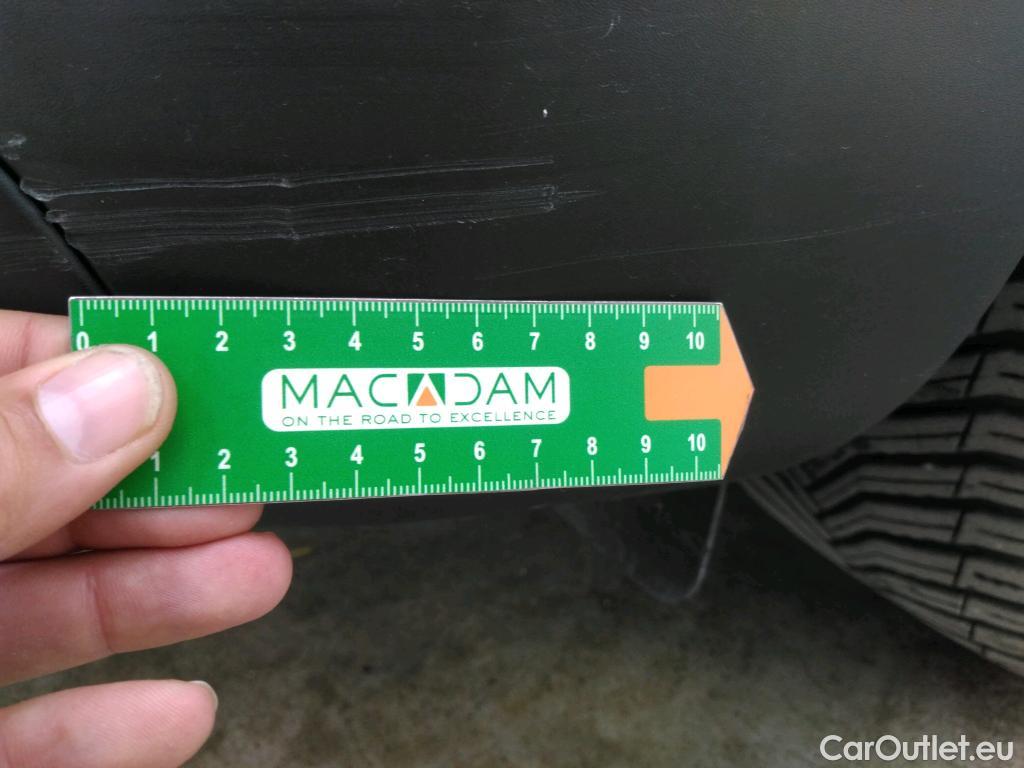 0 1 2 3 4 5 6 7 8 9 10
MACADAM
ON THE ROAD TO EXCELLENCE
1 2 3 4 5 6 7 8 9 10
CarOutlet.eu